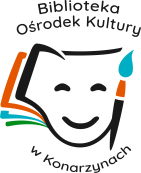 Biblioteka
Ośrodek Kultury
w Konarzynach